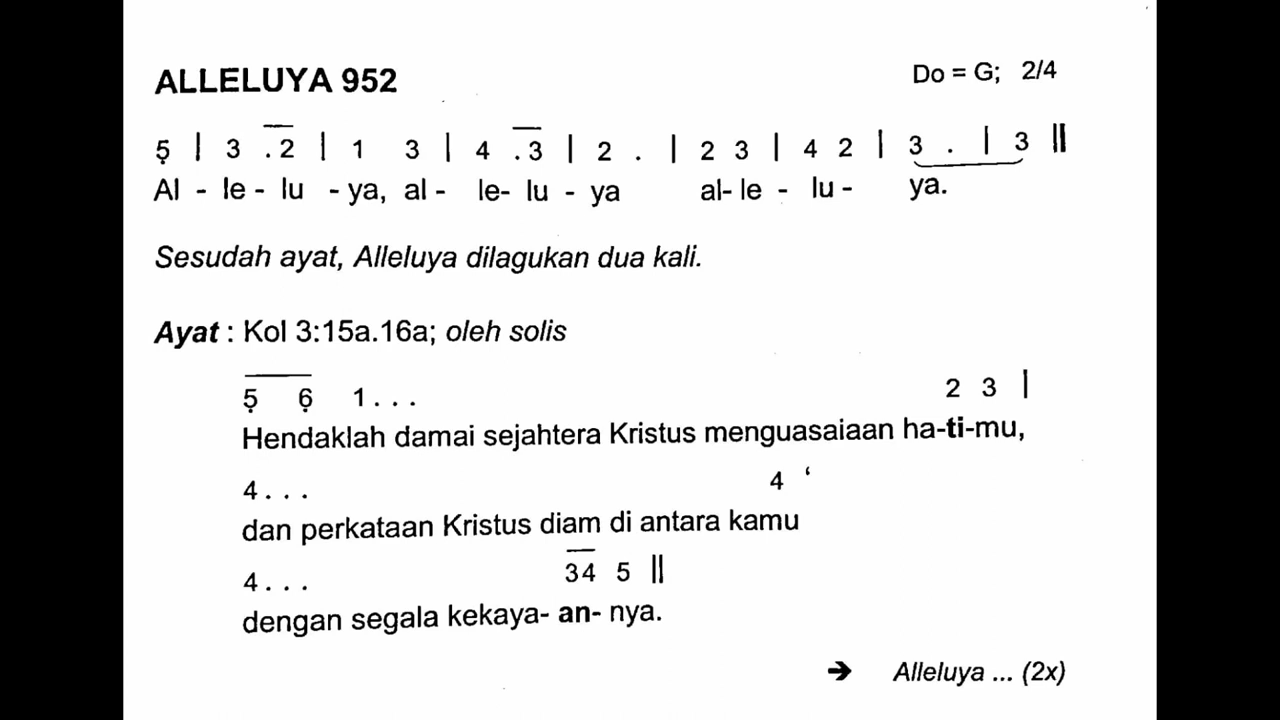 ALLELUYA 952 Do = G; 2/4
5̣ | 3 .2 | 1 3 | 4 .3 | 2 . | 2 3 | 4 2 | 3 . | 3 ||
Al - le - lu - ya, al - le- lu - ya al- le - lu - ya.
Sesudah ayat, Alleluya dilagukan dua kali.
Ayat : Kol 3:15a.16a; oleh solis
5̣ 6̣ 1 . . . 2 3 |
Hendaklah damai sejahtera Kristus menguasaiaan ha-ti-mu,
4 . . . 4 ‘
dan perkataan Kristus diam di antara kamu
4 . . . 34 5 ||
dengan segala kekaya- an- nya.
➔ Alleluya ... (2x)